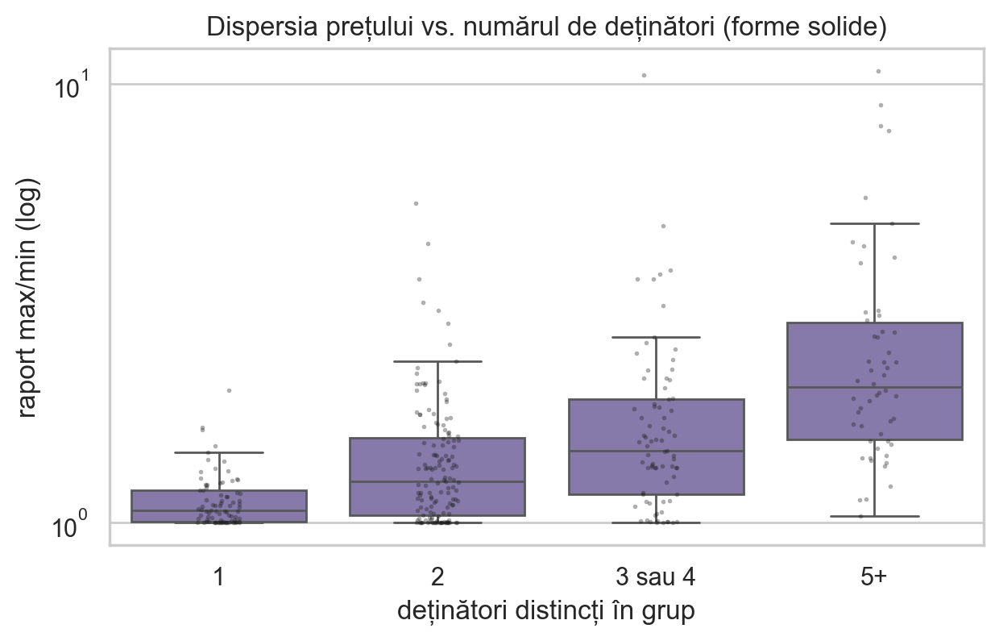 Dispersia prețului vs. numărul de deținători (forme solide)
raport max/min (log)
10¹
10⁰
1 2 3 sau 4 5+
deținători distincți în grup